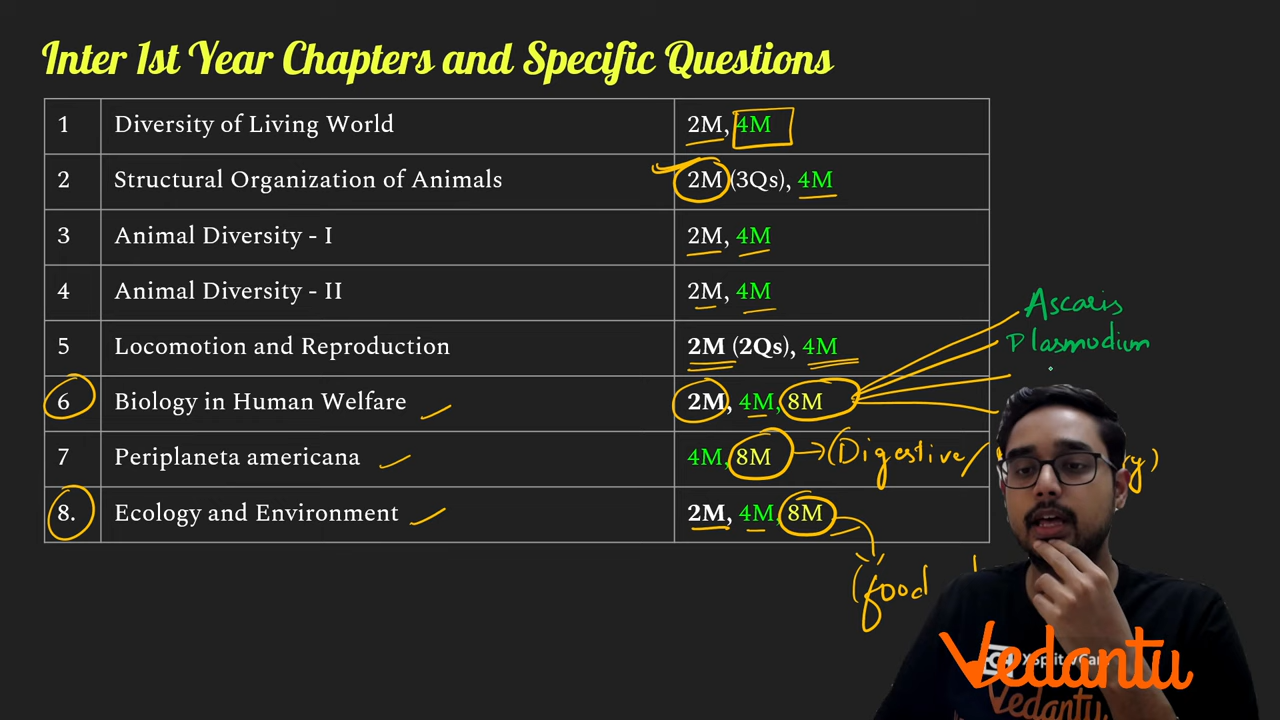 Inter 1st Year Chapters and Specific Questions
1 Diversity of Living World 2M, 4M
2 Structural Organization of Animals 2M (3Qs), 4M
3 Animal Diversity - I 2M, 4M
4 Animal Diversity - II 2M, 4M
Ascaris
5 Locomotion and Reproduction 2M (2Qs), 4M
Plasmodium
6 Biology in Human Welfare 2M, 4M, 8M
7 Periplaneta americana 4M, 8M → (Digestive/
8. Ecology and Environment 2M, 4M, 8M
(food
Vedantu
Vedantu